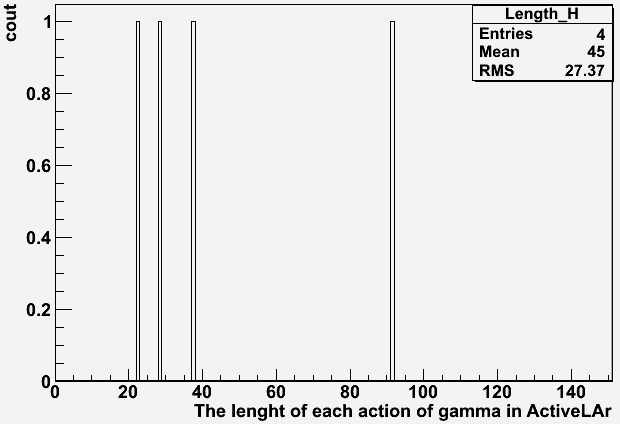 cout
Length_H
Entries 4
Mean 45
RMS 27.37
1
0.8
0.6
0.4
0.2
0
0 20 40 60 80 100 120 140
The lenght of each action of gamma in ActiveLAr